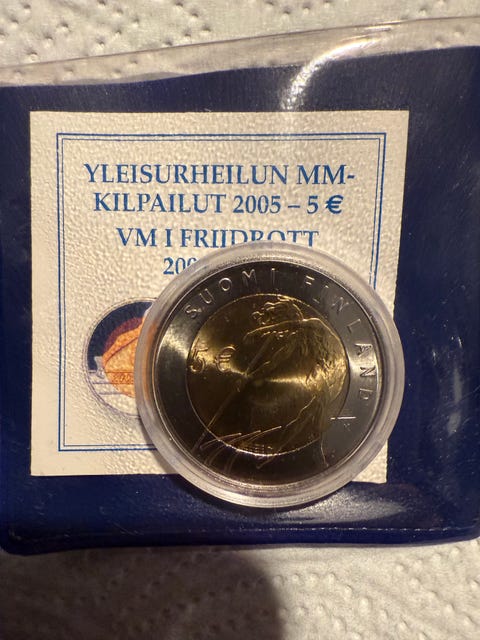 YLEISURHEILUN MM-
KILPAILUT 2005 – 5 €
VM I FRIIDROTT
SUOMI FINLAND
5 €